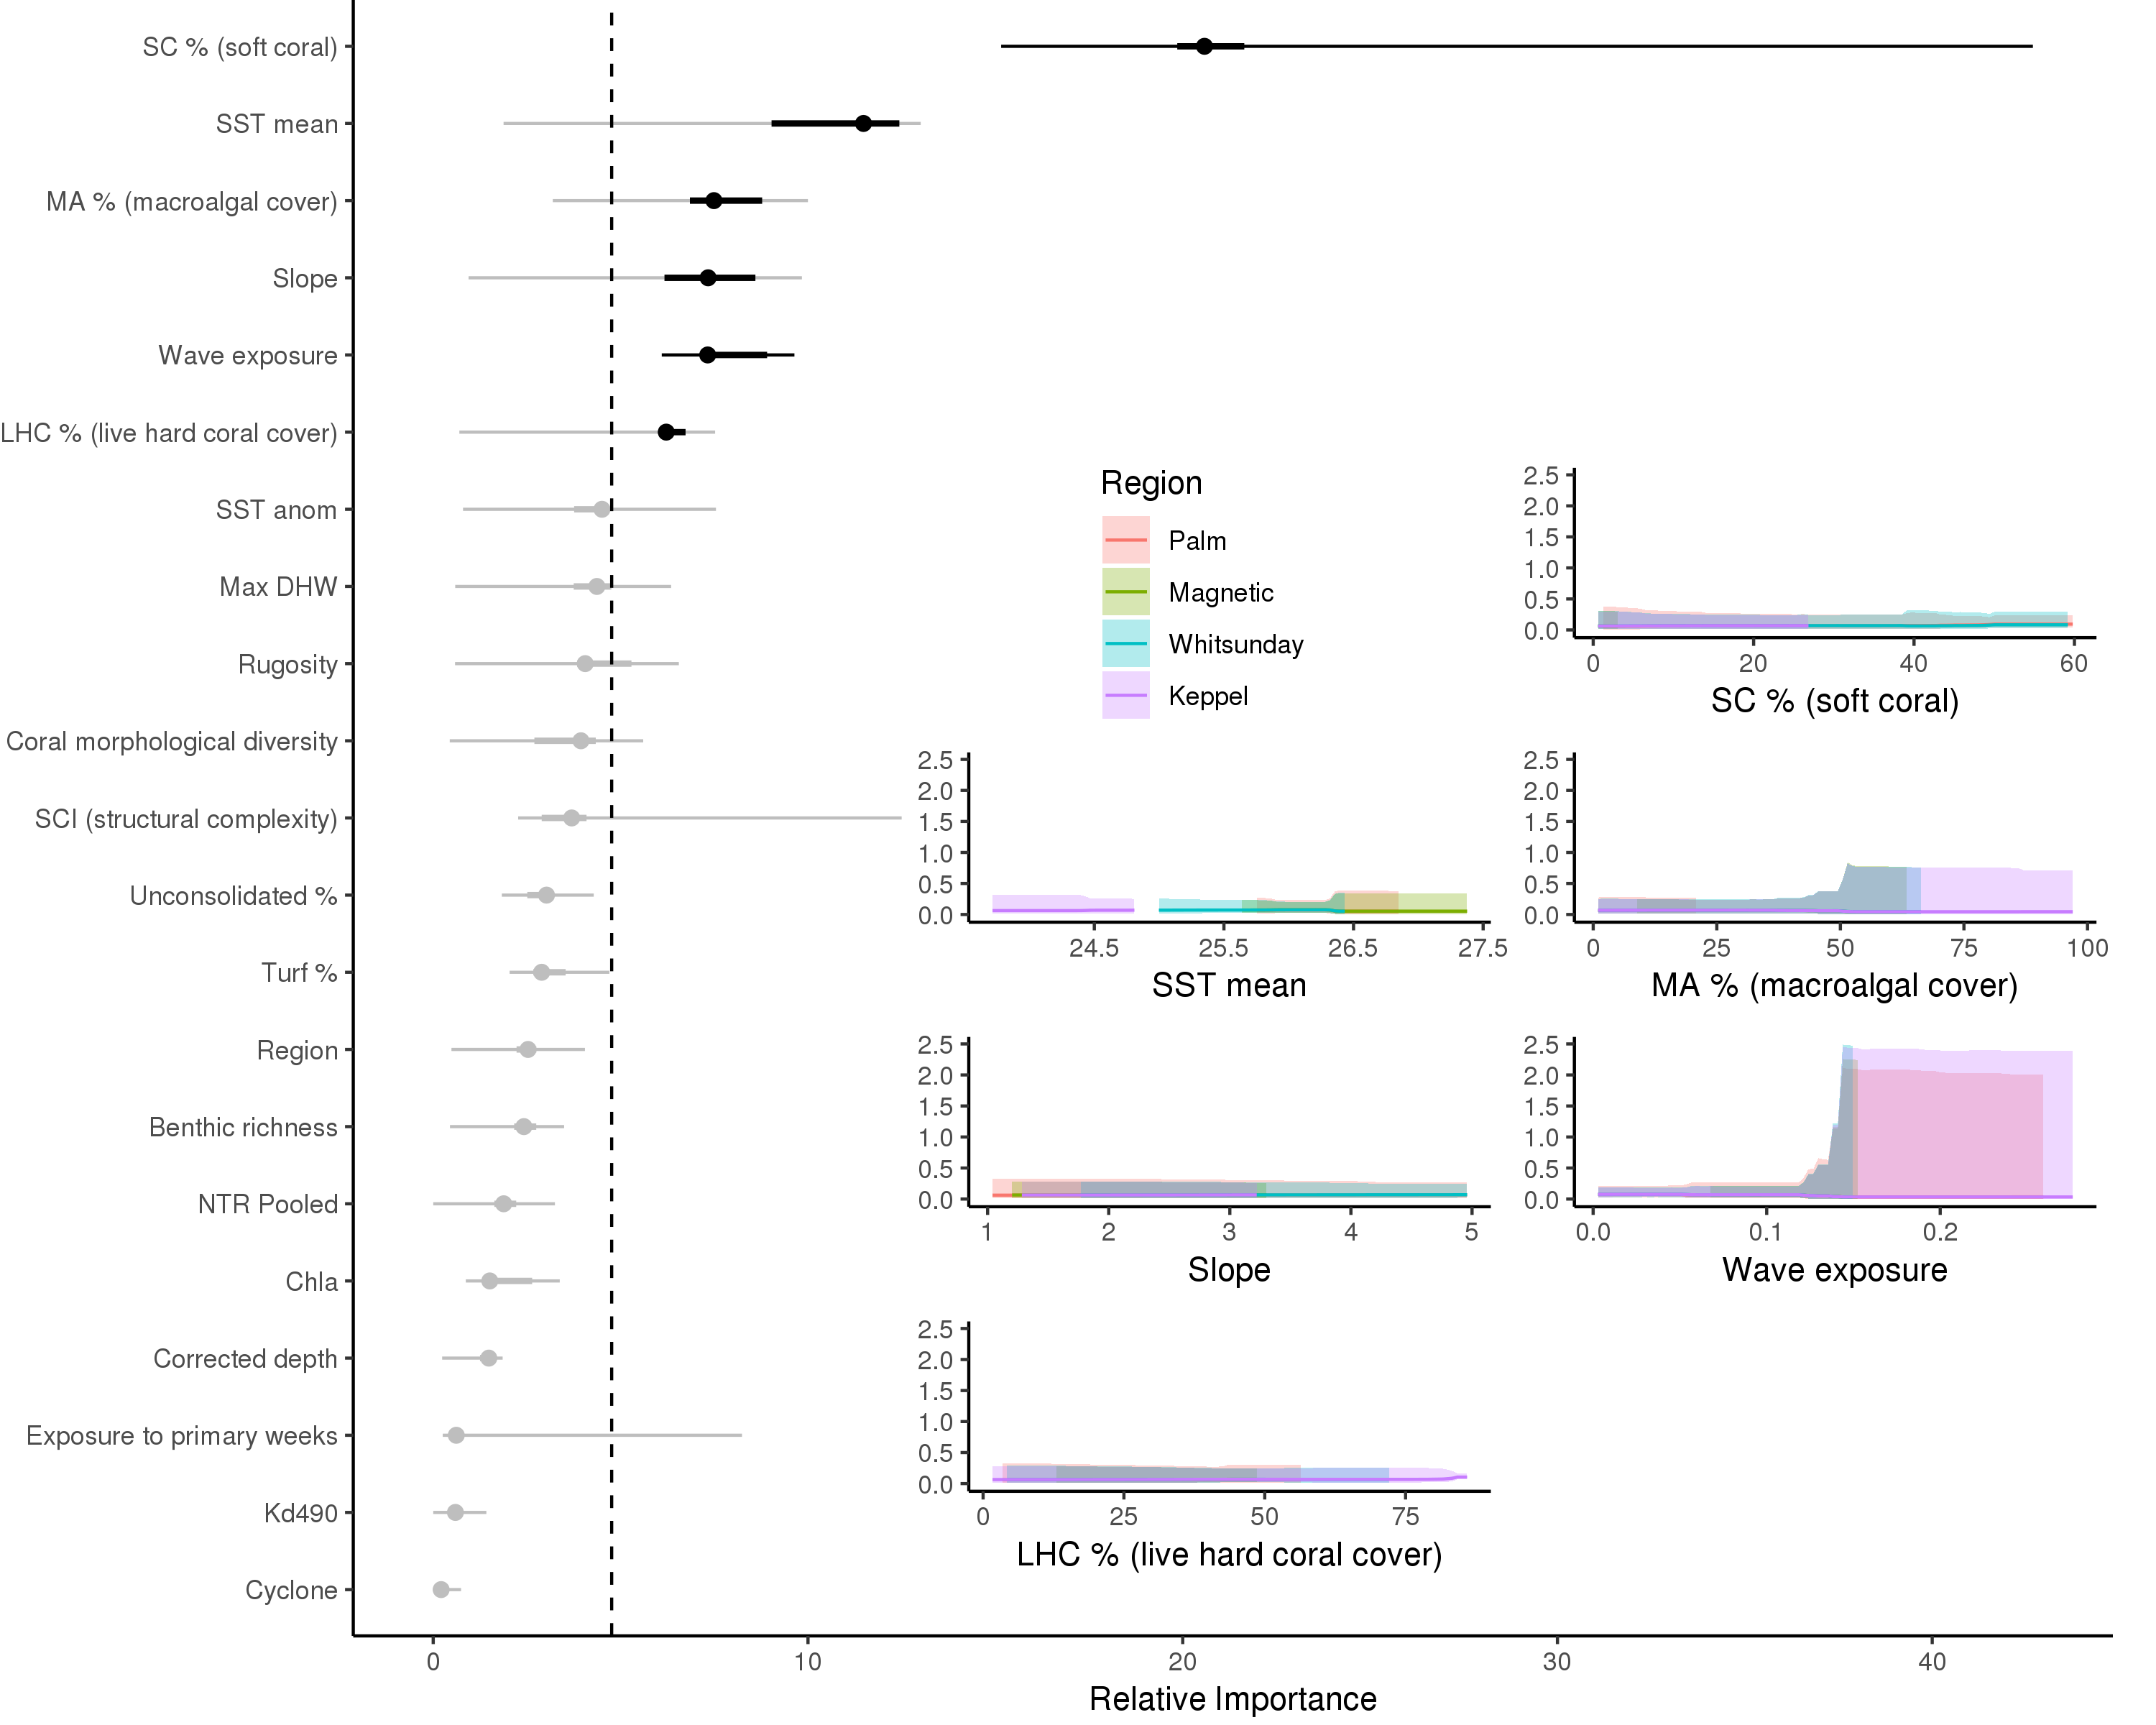 SC % (soft coral)
SST mean
MA % (macroalgal cover)
Slope
Wave exposure
LHC % (live hard coral cover)
SST anom
Max DHW
Rugosity
Coral morphological diversity
SCI (structural complexity)
Unconsolidated %
Turf %
Region
Benthic richness
NTR Pooled
Chla
Corrected depth
Exposure to primary weeks
Kd490
Cyclone
0 10 20 30 40
Relative Importance
Region
Palm
Magnetic
Whitsunday
Keppel
2.5
2.0
1.5
1.0
0.5
0.0
0 20 40 60
SC % (soft coral)
2.5
2.0
1.5
1.0
0.5
0.0
24.5 25.5 26.5 27.5
SST mean
2.5
2.0
1.5
1.0
0.5
0.0
0 25 50 75 100
MA % (macroalgal cover)
2.5
2.0
1.5
1.0
0.5
0.0
1 2 3 4 5
Slope
2.5
2.0
1.5
1.0
0.5
0.0
0.0 0.1 0.2
Wave exposure
2.5
2.0
1.5
1.0
0.5
0.0
0 25 50 75
LHC % (live hard coral cover)